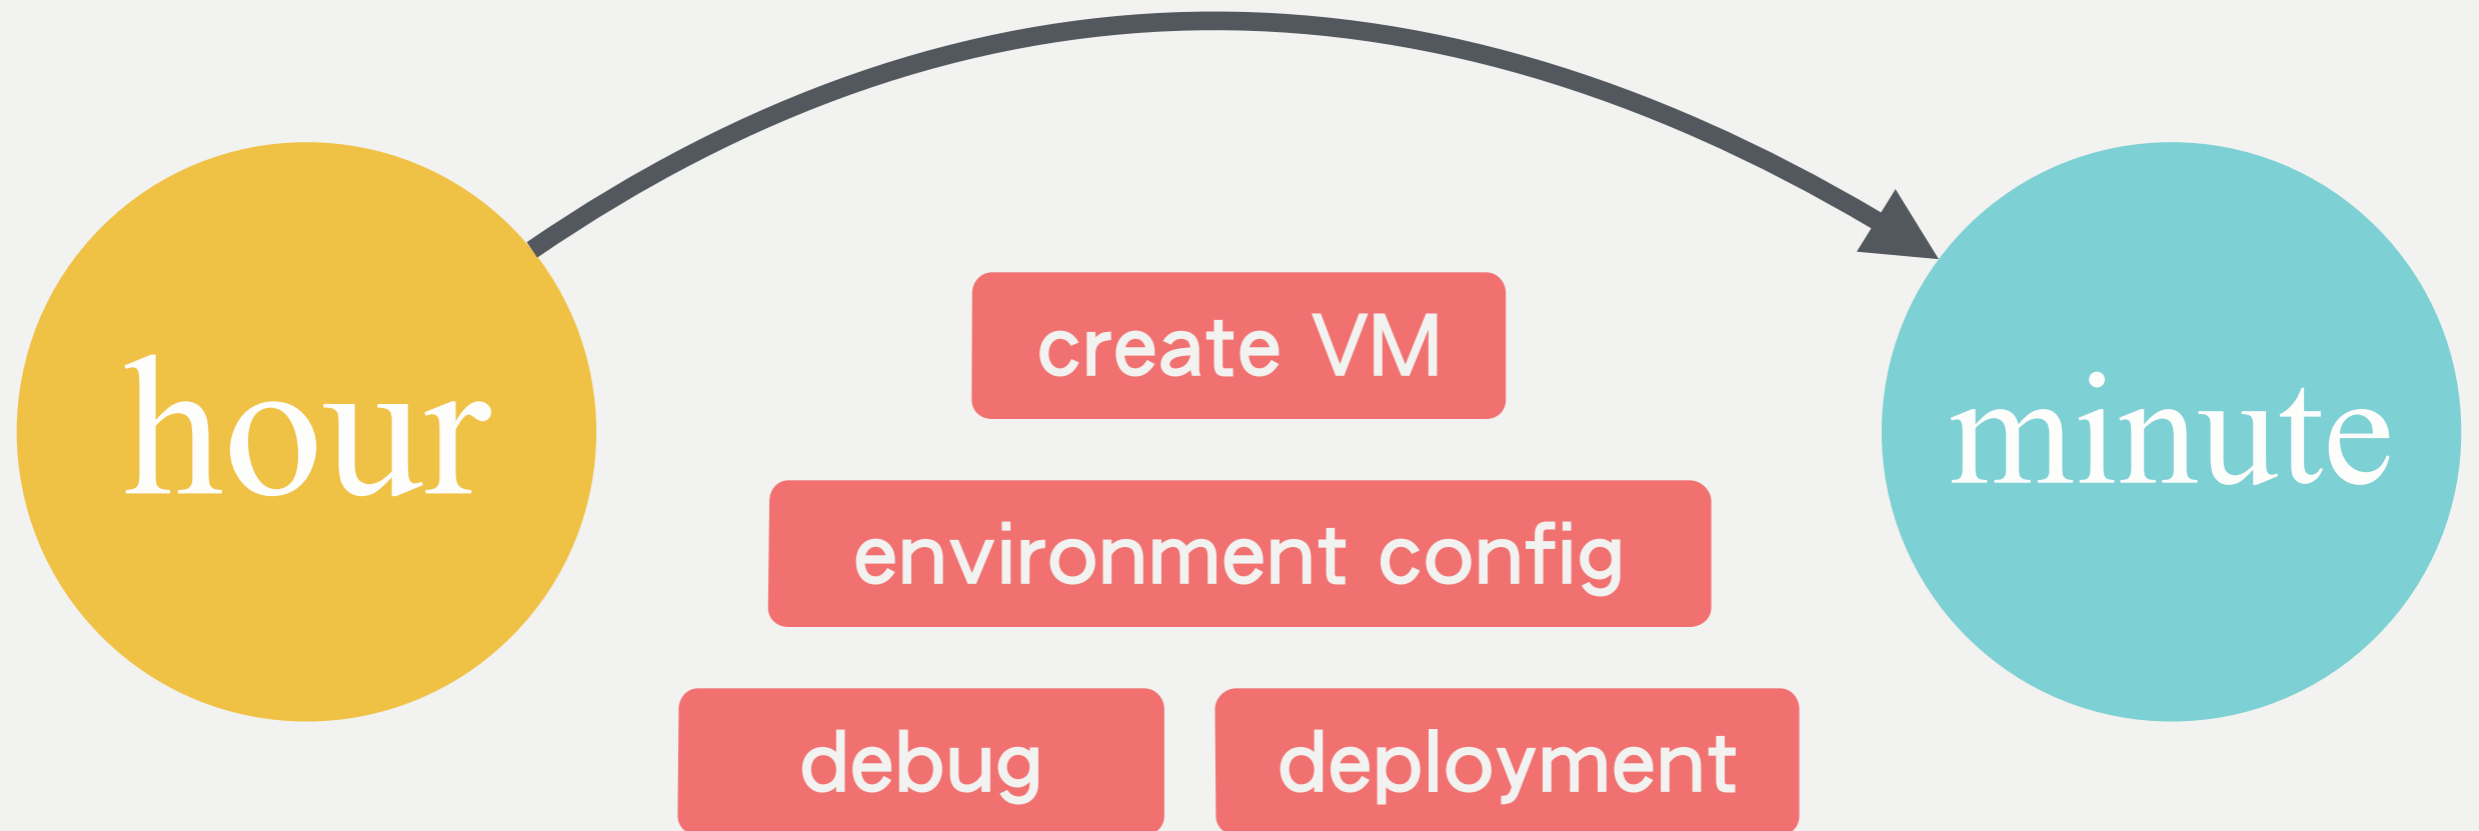 hour
create VM
environment config
debug
deployment
minute